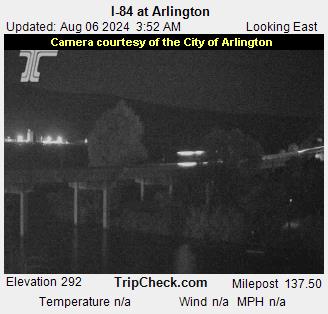 I-84 at Arlington
Updated: Aug 06 2024 3:52 AM Looking East
Camera courtesy of the City of Arlington
Elevation 292 TripCheck.com Milepost 137.50
Temperature n/a Wind n/a MPH n/a